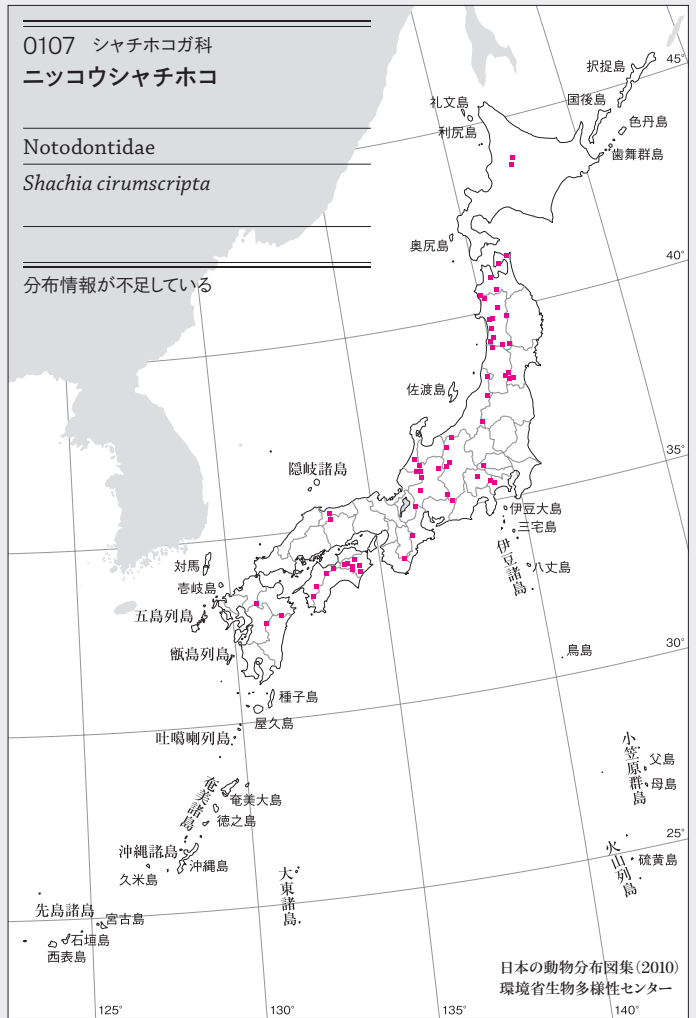 0107 シャチホコガ科
ニッコウシャチホコ
Notodontidae
Shachia cirumscripta
分布情報が不足している
択捉島
45°
国後島
礼文島
色丹島
利尻島
歯舞群島
奥尻島
40°
佐渡島
35°
隠岐諸島
伊豆大島
三宅島
伊豆諸島
八丈島
対馬
壱岐島
五島列島
甑島列島
鳥島
30°
種子島
屋久島
吐噶喇列島
小笠原群島
父島
母島
奄美諸島
奄美大島
徳之島
25°
沖縄諸島
沖縄島
久米島
火山列島
硫黄島
大東諸島
先島諸島
宮古島
石垣島
西表島
日本の動物分布図集(2010)
環境省生物多様性センター
125°
130°
135°
140°